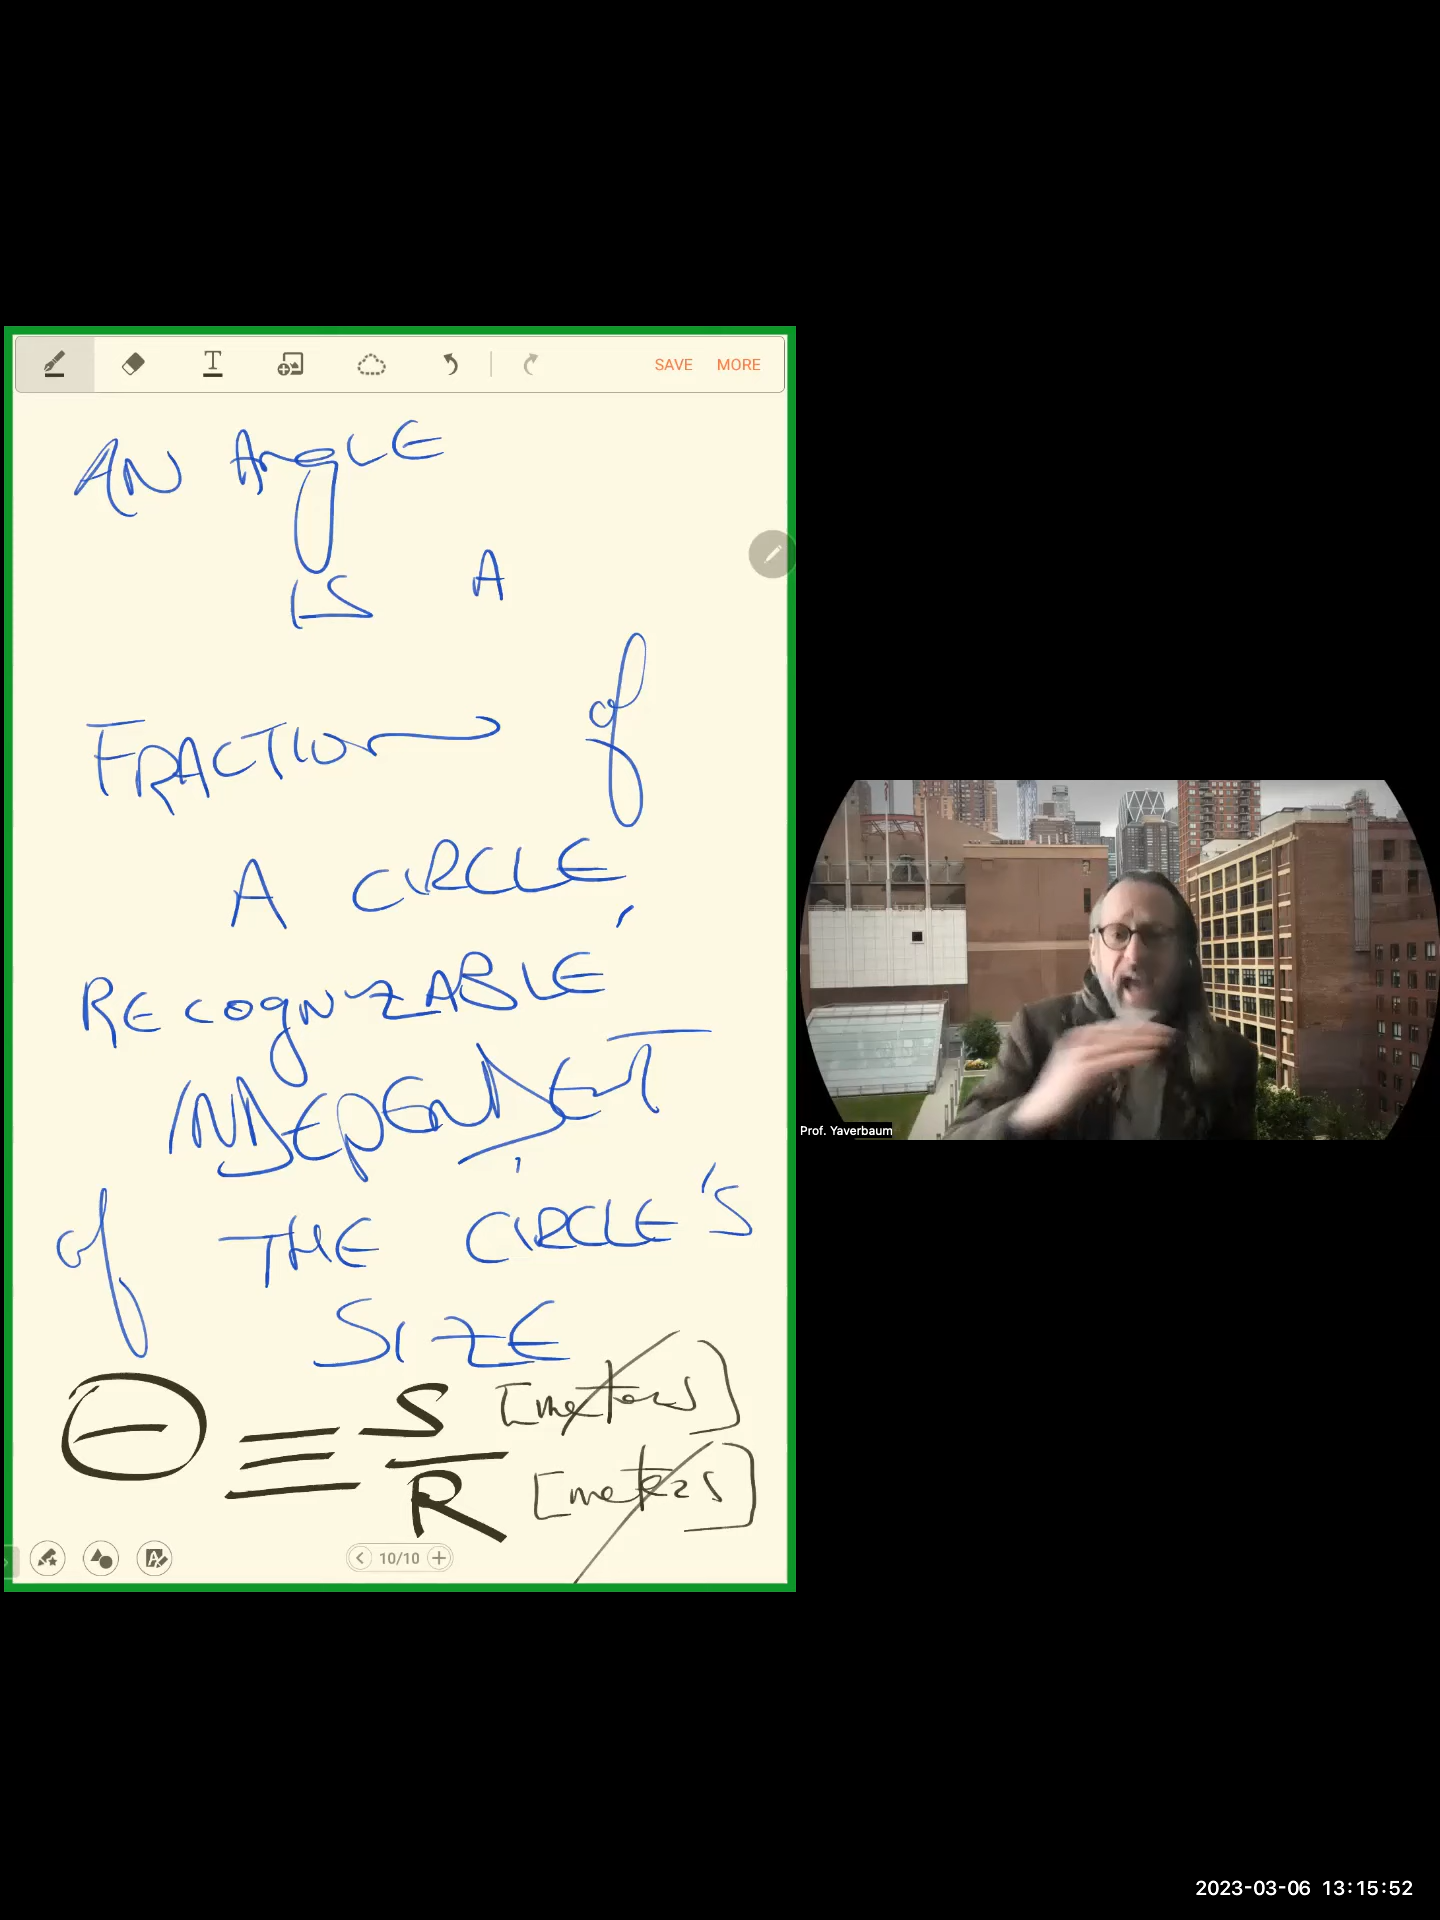 T
SAVE MORE
AN AngLE
IS A
FRACTION of
A CIRCLE,
RECOgNIZABLE
INDEPENDENT
of THE CIRCLE'S
SIZE
Θ ≡ S [meters]
R [meters]
10/10
Prof. Yaverbaum
2023-03-06 13:15:52